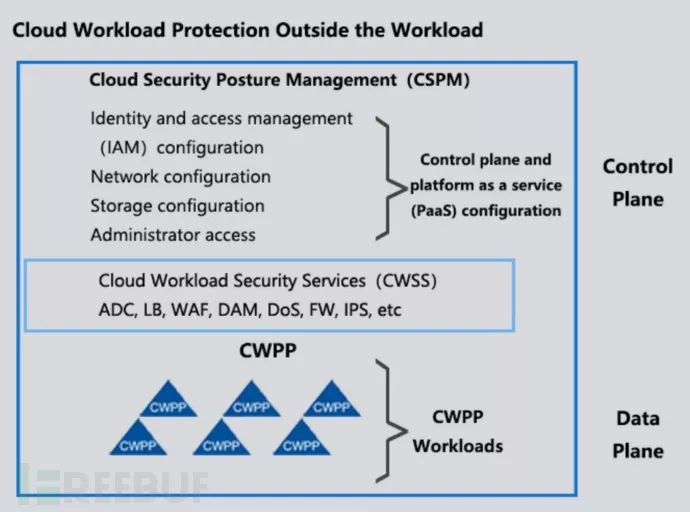 Cloud Workload Protection Outside the Workload
Cloud Security Posture Management（CSPM）
Identity and access management
（IAM）configuration
Network configuration
Storage configuration
Administrator access
Control plane and
platform as a service
(PaaS) configuration
Control
Plane
Cloud Workload Security Services（CWSS）
ADC, LB, WAF, DAM, DoS, FW, IPS, etc
CWPP
CWPP
CWPP
CWPP
CWPP
CWPP
CWPP
CWPP
Workloads
Data
Plane
FREEBUF